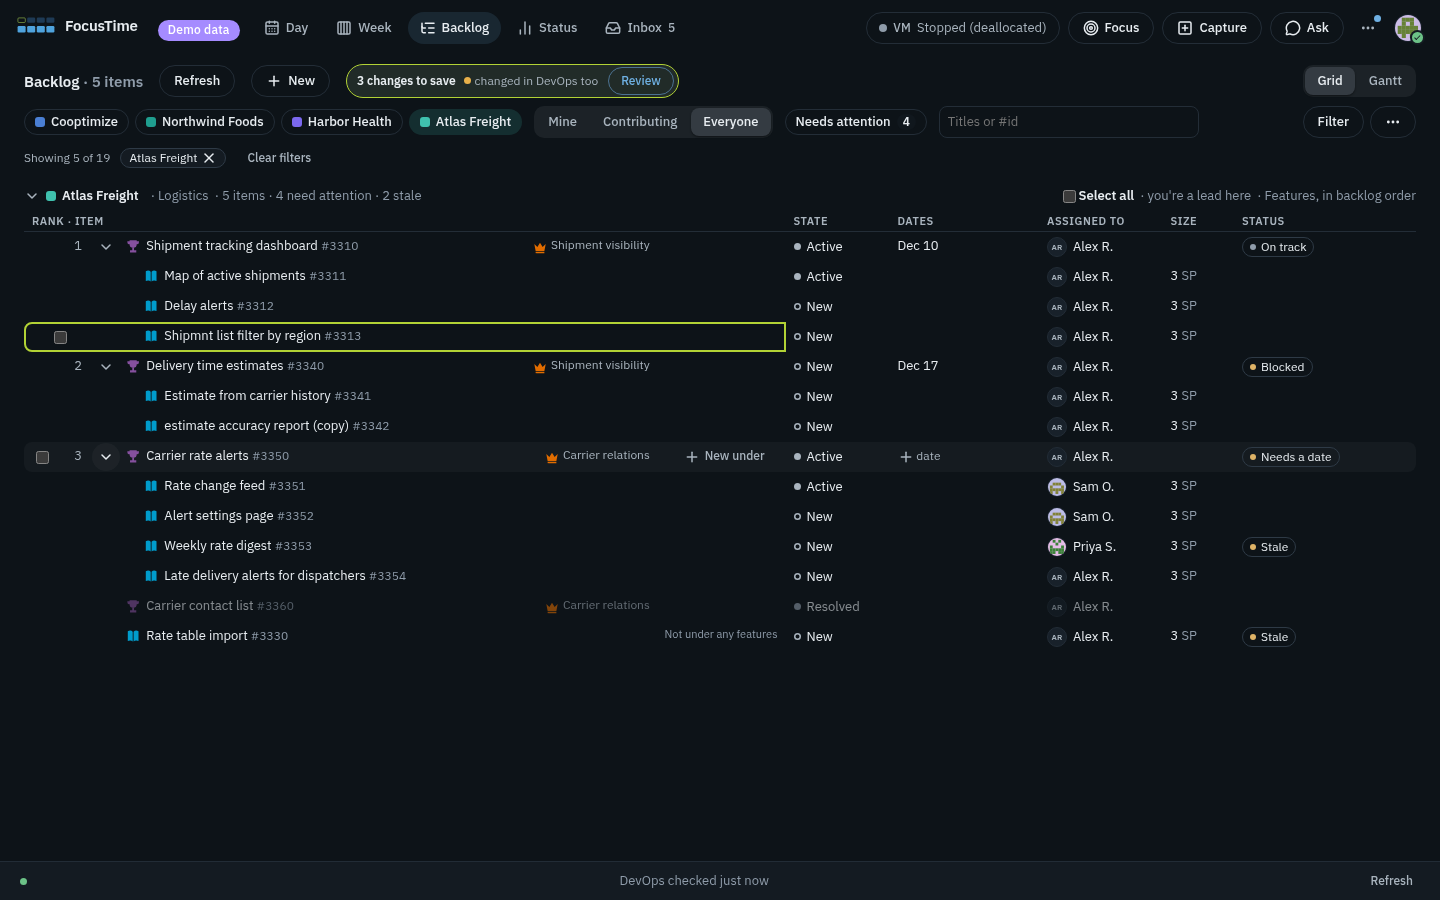 FocusTime Demo data Day Week Backlog Status Inbox 5 VM Stopped (deallocated) Focus Capture Ask
Backlog · 5 items Refresh New 3 changes to save changed in DevOps too Review Grid Gantt
Cooptimize Northwind Foods Harbor Health Atlas Freight Mine Contributing Everyone Needs attention 4 Titles or #id Filter
Showing 5 of 19 Atlas Freight Clear filters
Atlas Freight · Logistics · 5 items · 4 need attention · 2 stale Select all · you're a lead here · Features, in backlog order
RANK · ITEM STATE DATES ASSIGNED TO SIZE STATUS
1 Shipment tracking dashboard #3310 Shipment visibility Active Dec 10 AR Alex R. On track
Map of active shipments #3311 Active AR Alex R. 3 SP
Delay alerts #3312 New AR Alex R. 3 SP
Shipmnt list filter by region #3313 New AR Alex R. 3 SP
2 Delivery time estimates #3340 Shipment visibility New Dec 17 AR Alex R. Blocked
Estimate from carrier history #3341 New AR Alex R. 3 SP
estimate accuracy report (copy) #3342 New AR Alex R. 3 SP
3 Carrier rate alerts #3350 Carrier relations New under Active date AR Alex R. Needs a date
Rate change feed #3351 Active Sam O. 3 SP
Alert settings page #3352 New Sam O. 3 SP
Weekly rate digest #3353 New Priya S. 3 SP Stale
Late delivery alerts for dispatchers #3354 New AR Alex R. 3 SP
Carrier contact list #3360 Carrier relations Resolved AR Alex R.
Rate table import #3330 Not under any features New AR Alex R. 3 SP Stale
DevOps checked just now Refresh